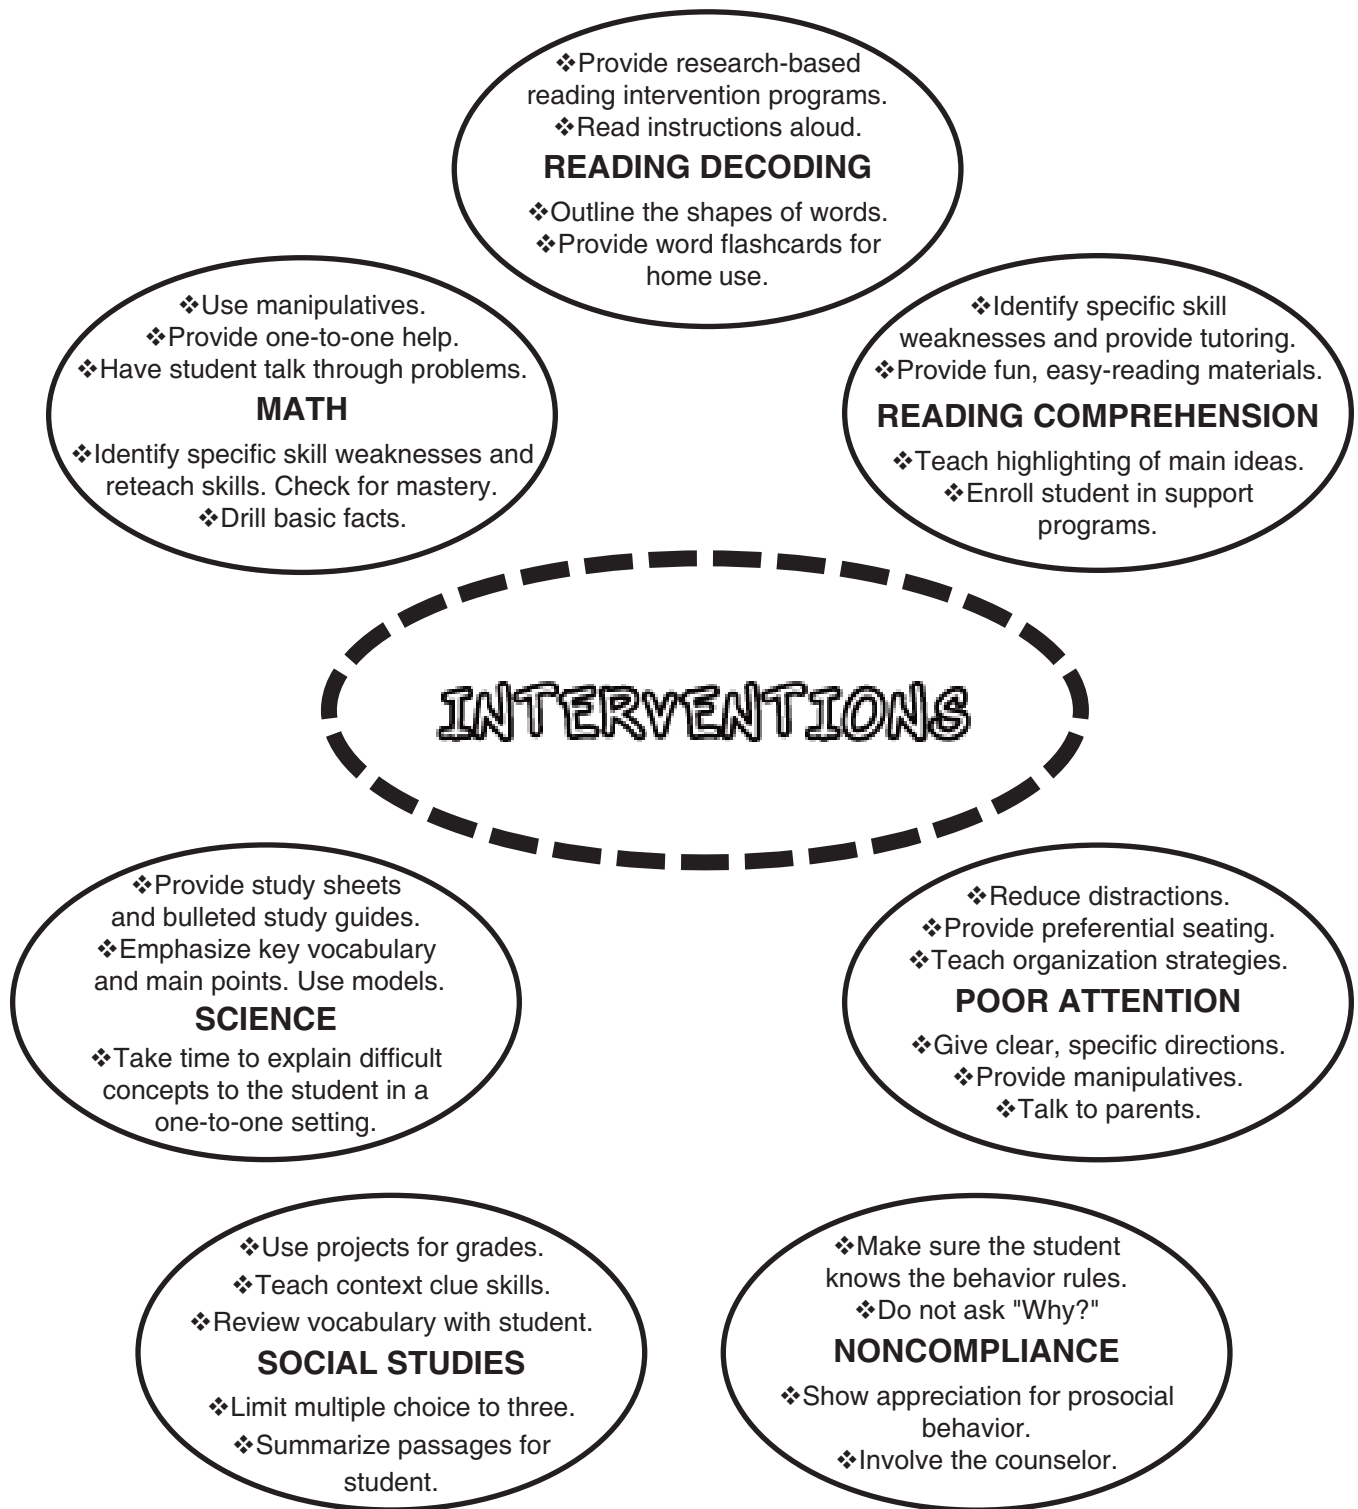 ❖Provide research-based
reading intervention programs.
❖Read instructions aloud.
READING DECODING
❖Outline the shapes of words.
❖Provide word flashcards for
home use.
❖Use manipulatives.
❖Provide one-to-one help.
❖Have student talk through problems.
MATH
❖Identify specific skill weaknesses and
reteach skills. Check for mastery.
❖Drill basic facts.
❖Identify specific skill
weaknesses and provide tutoring.
❖Provide fun, easy-reading materials.
READING COMPREHENSION
❖Teach highlighting of main ideas.
❖Enroll student in support
programs.
INTERVENTIONS
❖Provide study sheets
and bulleted study guides.
❖Emphasize key vocabulary
and main points. Use models.
SCIENCE
❖Take time to explain difficult
concepts to the student in a
one-to-one setting.
❖Reduce distractions.
❖Provide preferential seating.
❖Teach organization strategies.
POOR ATTENTION
❖Give clear, specific directions.
❖Provide manipulatives.
❖Talk to parents.
❖Use projects for grades.
❖Teach context clue skills.
❖Review vocabulary with student.
SOCIAL STUDIES
❖Limit multiple choice to three.
❖Summarize passages for
student.
❖Make sure the student
knows the behavior rules.
❖Do not ask "Why?"
NONCOMPLIANCE
❖Show appreciation for prosocial
behavior.
❖Involve the counselor.